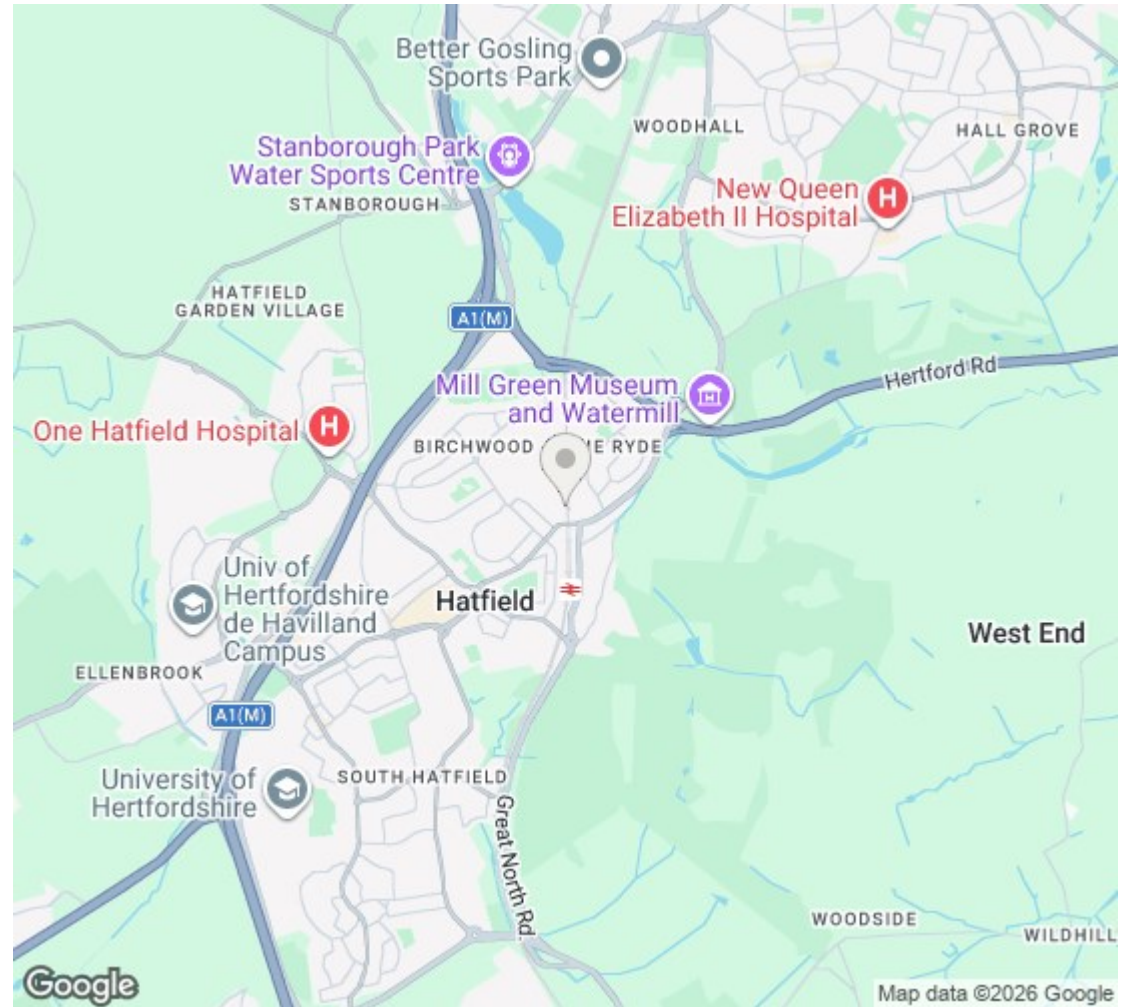 Better Gosling
Sports Park
WOODHALL
HALL GROVE
Stanborough Park
Water Sports Centre
STANBOROUGH
New Queen
Elizabeth II Hospital
HATFIELD
GARDEN VILLAGE
A1(M)
Hertford Rd
Mill Green Museum
and Watermill
One Hatfield Hospital
BIRCHWOOD
RYDE
Univ of
Hertfordshire
de Havilland
Campus
Hatfield
West End
ELLENBROOK
A1(M)
University of
Hertfordshire
SOUTH HATFIELD
Great North Rd.
WOODSIDE
WILDHILL
Google
Map data ©2026 Google